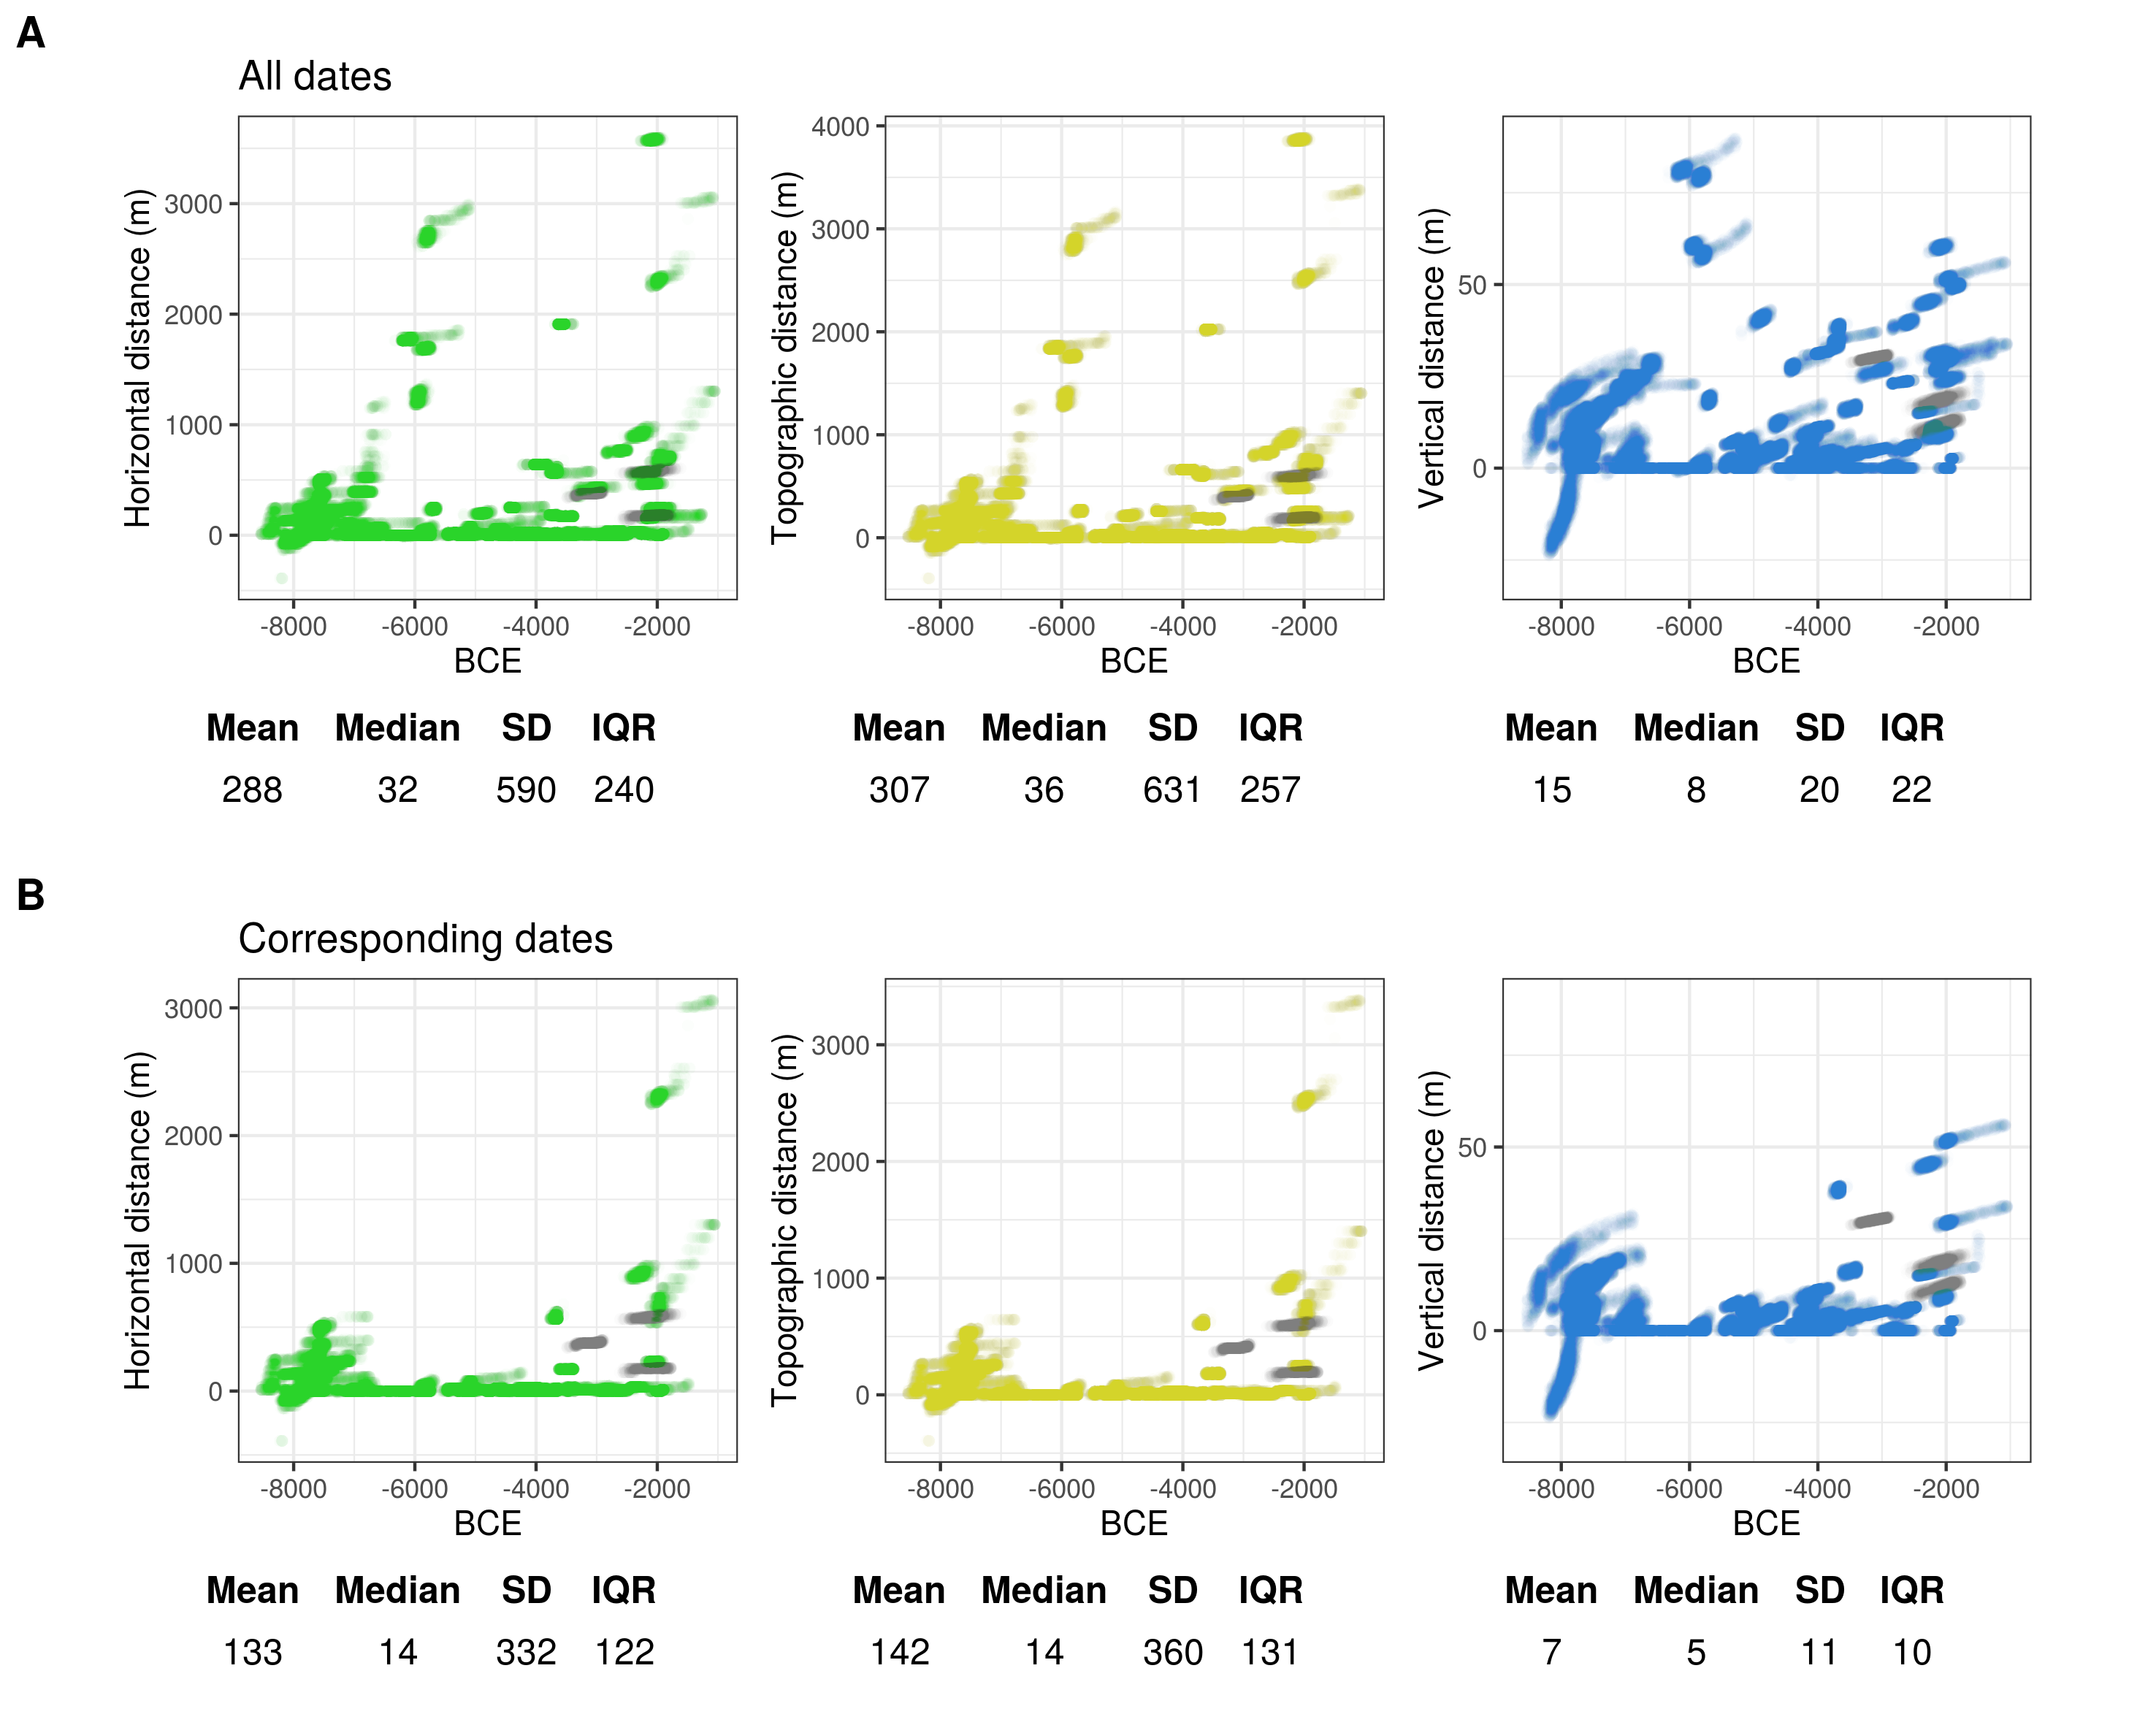 A
All dates
Horizontal distance (m)
3000
2000
1000
0
-8000 -6000 -4000 -2000
BCE
Mean Median SD IQR
288 32 590 240
Topographic distance (m)
4000
3000
2000
1000
0
-8000 -6000 -4000 -2000
BCE
Mean Median SD IQR
307 36 631 257
Vertical distance (m)
50
0
-8000 -6000 -4000 -2000
BCE
Mean Median SD IQR
15 8 20 22
B
Corresponding dates
Horizontal distance (m)
3000
2000
1000
0
-8000 -6000 -4000 -2000
BCE
Mean Median SD IQR
133 14 332 122
Topographic distance (m)
3000
2000
1000
0
-8000 -6000 -4000 -2000
BCE
Mean Median SD IQR
142 14 360 131
Vertical distance (m)
50
0
-8000 -6000 -4000 -2000
BCE
Mean Median SD IQR
7 5 11 10